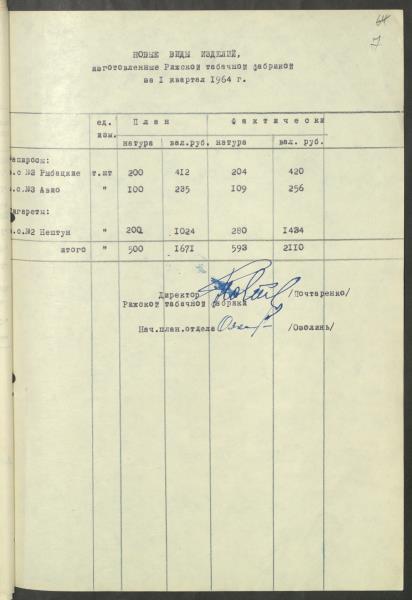 64
7
НОВЫЕ ВИДЫ ИЗДЕЛИЙ,
изготовленные Рижской табачной фабрикой
за I квартал 1964 г.
ед. изм. План Фактически
натура вал.руб. натура вал. руб.
Папиросы:
в.с №3 Рыбацкие т.шт 200 412 204 420
в.с.№3 Авио " 100 235 109 256
Сигареты:
в.с.№2 Нептун " 200 1024 280 1434
итого " 500 1671 593 2110
Директор /Почтаренко/
Рижской табачной фабрики
Нач.план.отдела /Озолинь/